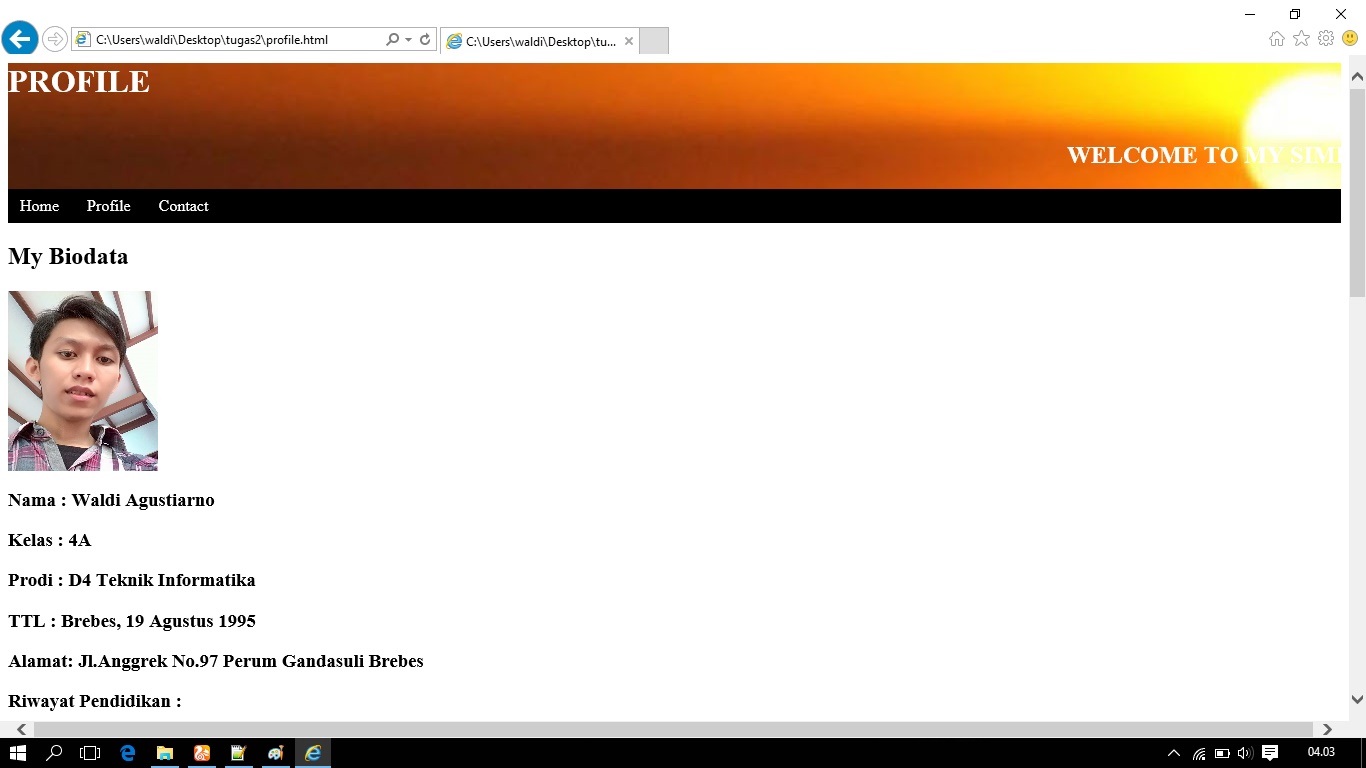 C:\Users\waldi\Desktop\tugas2\profile.html
C:\Users\waldi\Desktop\tu...
PROFILE
WELCOME TO MY SIM
Home Profile Contact
My Biodata
Nama : Waldi Agustiarno
Kelas : 4A
Prodi : D4 Teknik Informatika
TTL : Brebes, 19 Agustus 1995
Alamat: Jl.Anggrek No.97 Perum Gandasuli Brebes
Riwayat Pendidikan :
04.03